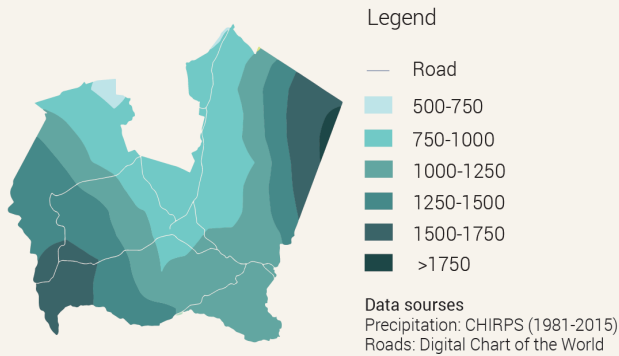 Legend
Road
500-750
750-1000
1000-1250
1250-1500
1500-1750
>1750
Data sourses
Precipitation: CHIRPS (1981-2015)
Roads: Digital Chart of the World